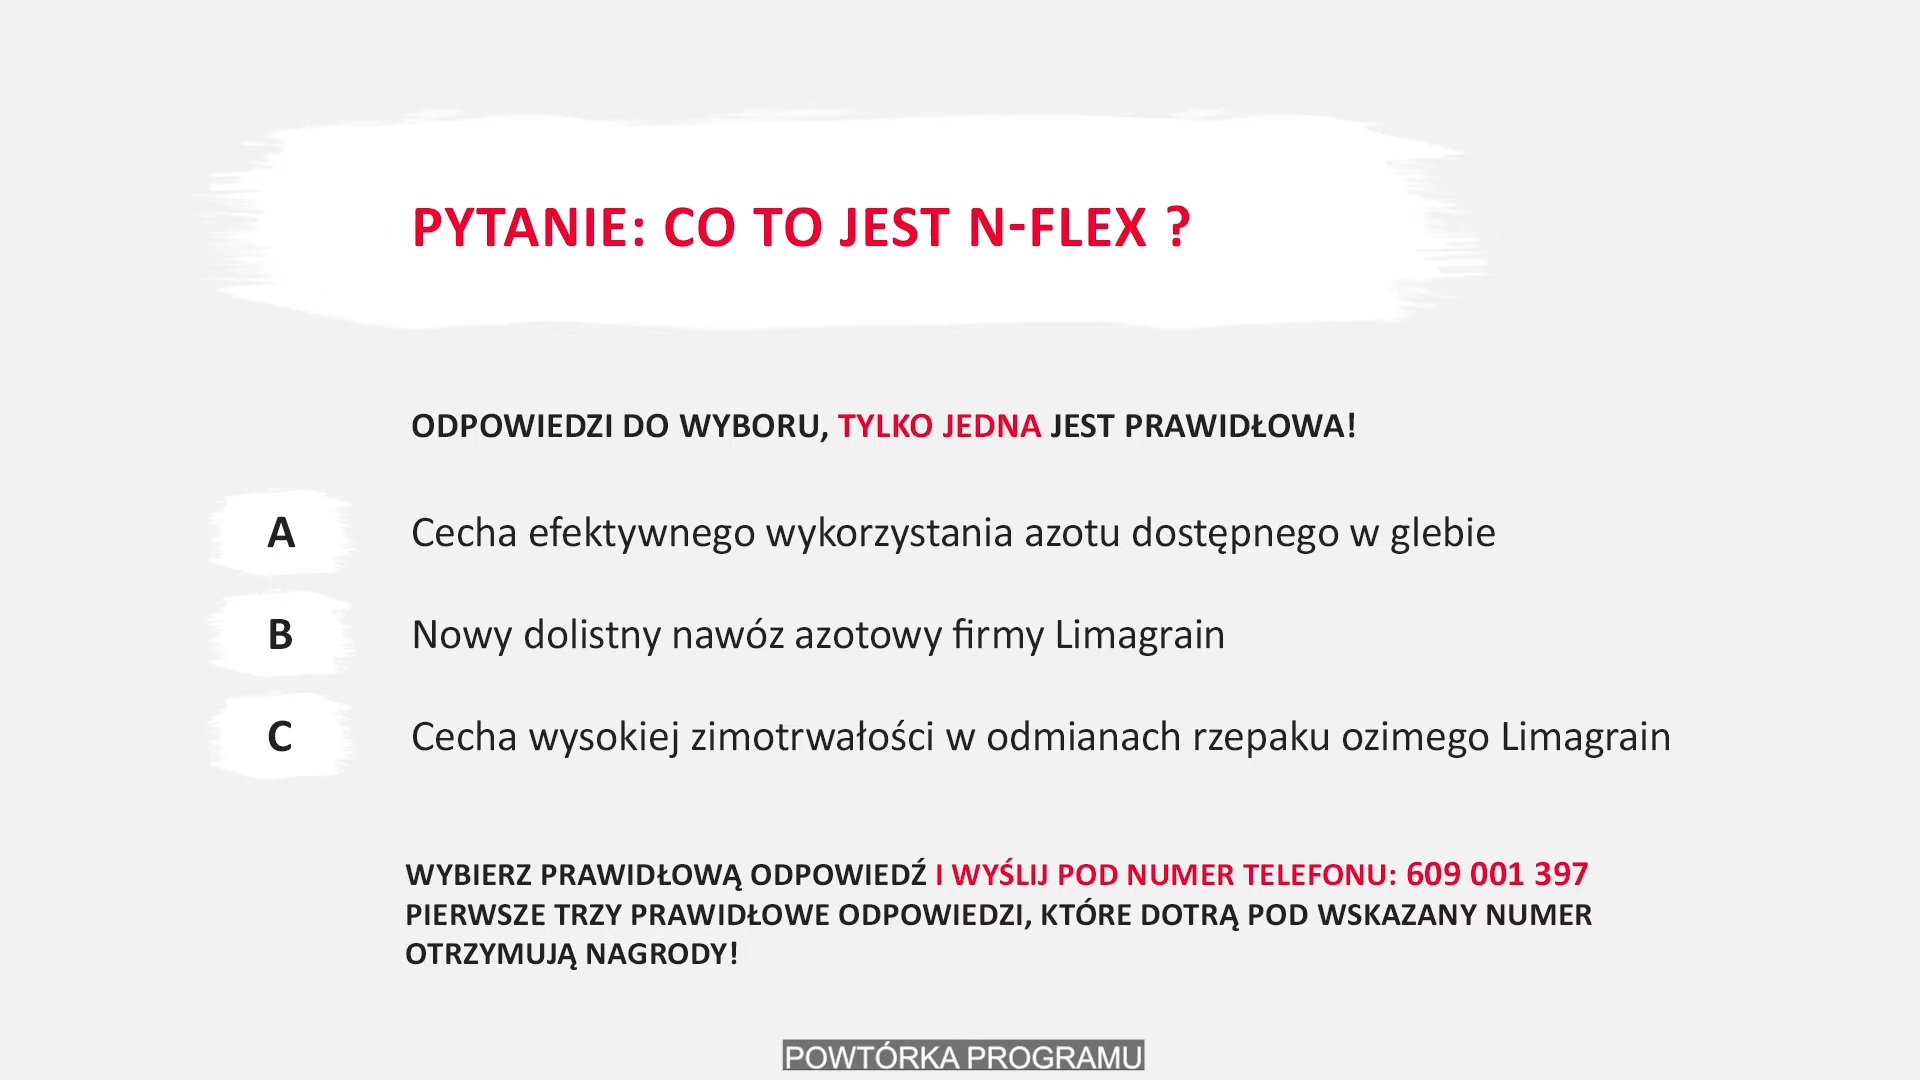 PYTANIE: CO TO JEST N-FLEX ?
ODPOWIEDZI DO WYBORU, TYLKO JEDNA JEST PRAWIDŁOWA!
A Cecha efektywnego wykorzystania azotu dostępnego w glebie
B Nowy dolistny nawóz azotowy firmy Limagrain
C Cecha wysokiej zimotrwałości w odmianach rzepaku ozimego Limagrain
WYBIERZ PRAWIDŁOWĄ ODPOWIEDŹ I WYŚLIJ POD NUMER TELEFONU: 609 001 397
PIERWSZE TRZY PRAWIDŁOWE ODPOWIEDZI, KTÓRE DOTRĄ POD WSKAZANY NUMER
OTRZYMUJĄ NAGRODY!
POWTÓRKA PROGRAMU